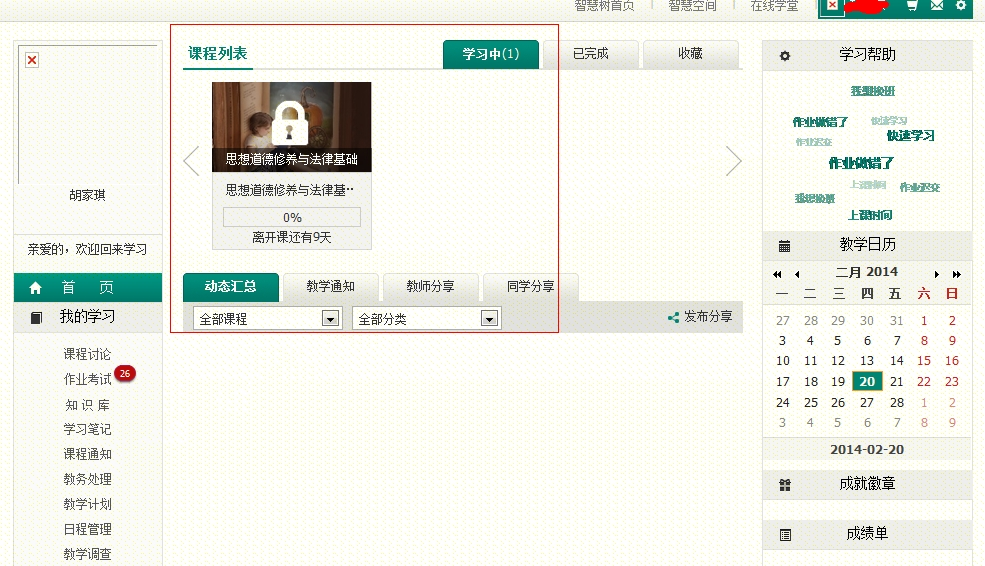 智慧树首页 智慧空间 在线学堂
胡家琪
亲爱的，欢迎回来学习
首 页
我的学习
课程讨论
作业考试 26
知 识 库
学习笔记
课程通知
教务处理
教学计划
日程管理
教学调查
课程列表 学习中(1) 已完成 收藏
思想道德修养与法律基础
思想道德修养与法律基··
0%
离开课还有9天
动态汇总 教学通知 教师分享 同学分享
全部课程 全部分类 发布分享
学习帮助
我要换班
作业做错了 快速学习
作业迟交 快速学习
作业做错了
上课时间 作业迟交
上课时间
教学日历
二月 2014
一 二 三 四 五 六 日
27 28 29 30 31 1 2
3 4 5 6 7 8 9
10 11 12 13 14 15 16
17 18 19 20 21 22 23
24 25 26 27 28 1 2
3 4 5 6 7 8 9
2014-02-20
成就徽章
成绩单